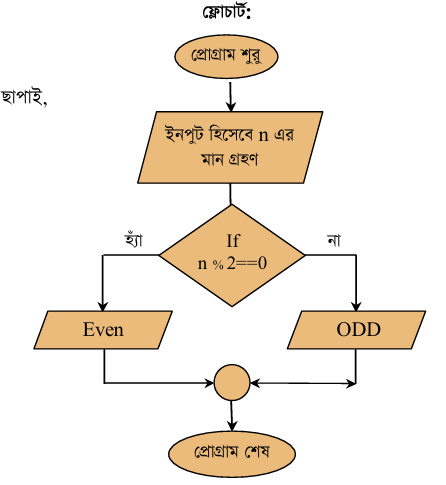 ফ্লোচার্ট:
প্রোগ্রাম শুরু
ছাপাই,
ইনপুট হিসেবে n এর
মান গ্রহণ
হ্যাঁ
If
না
n % 2==0
Even
ODD
প্রোগ্রাম শেষ